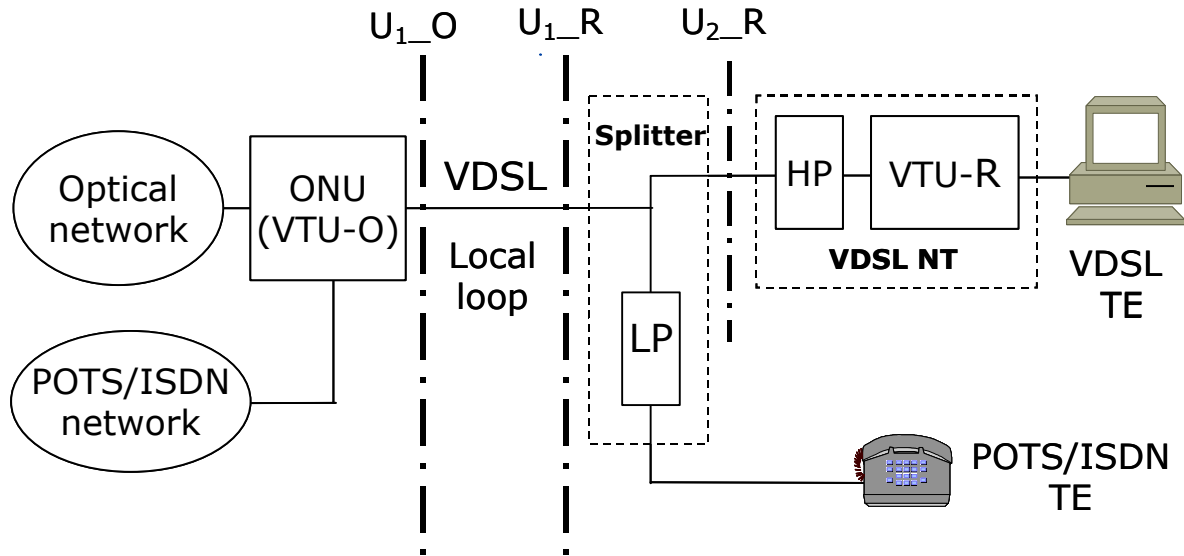 U₁_O
U₁_R
U₂_R
Splitter
Optical
network
ONU
(VTU-O)
VDSL
Local
loop
HP
VTU-R
VDSL NT
VDSL
TE
LP
POTS/ISDN
network
POTS/ISDN
TE